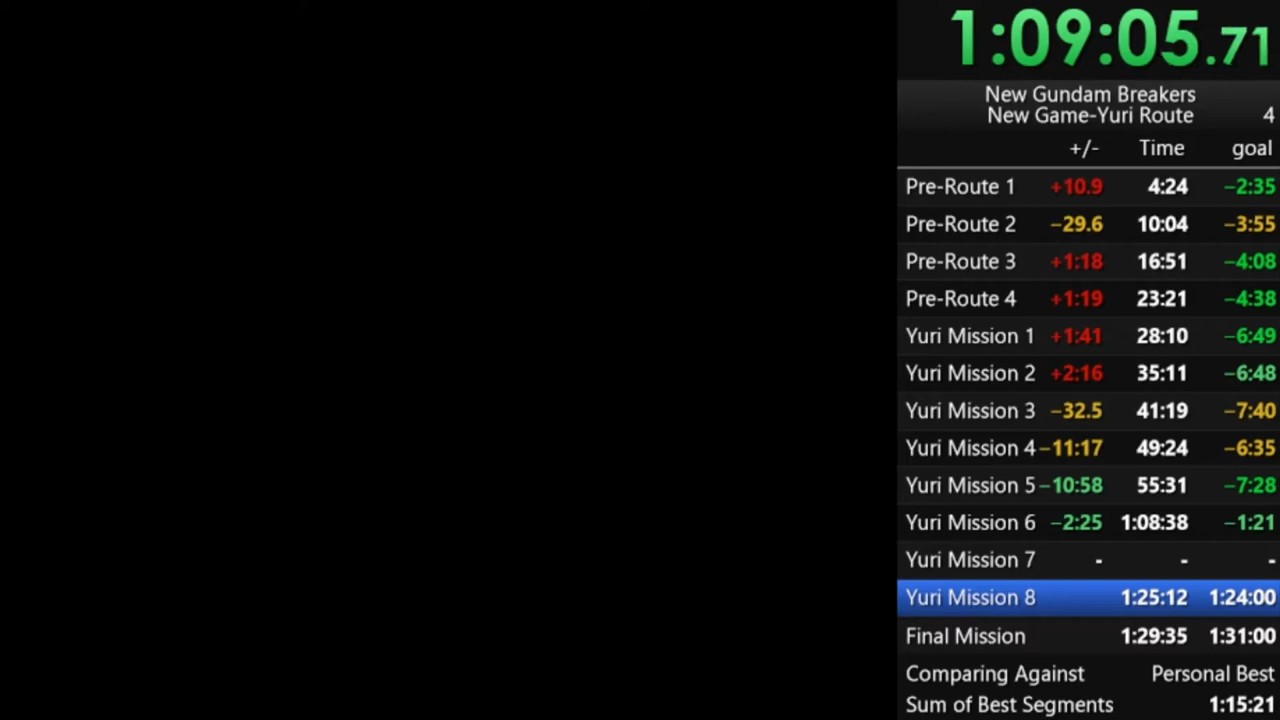 1:09:05.71
New Gundam Breakers
New Game-Yuri Route 4
+/- Time goal
Pre-Route 1 +10.9 4:24 −2:35
Pre-Route 2 −29.6 10:04 −3:55
Pre-Route 3 +1:18 16:51 −4:08
Pre-Route 4 +1:19 23:21 −4:38
Yuri Mission 1 +1:41 28:10 −6:49
Yuri Mission 2 +2:16 35:11 −6:48
Yuri Mission 3 −32.5 41:19 −7:40
Yuri Mission 4 −11:17 49:24 −6:35
Yuri Mission 5 −10:58 55:31 −7:28
Yuri Mission 6 −2:25 1:08:38 −1:21
Yuri Mission 7 - - -
Yuri Mission 8 1:25:12 1:24:00
Final Mission 1:29:35 1:31:00
Comparing Against Personal Best
Sum of Best Segments 1:15:21